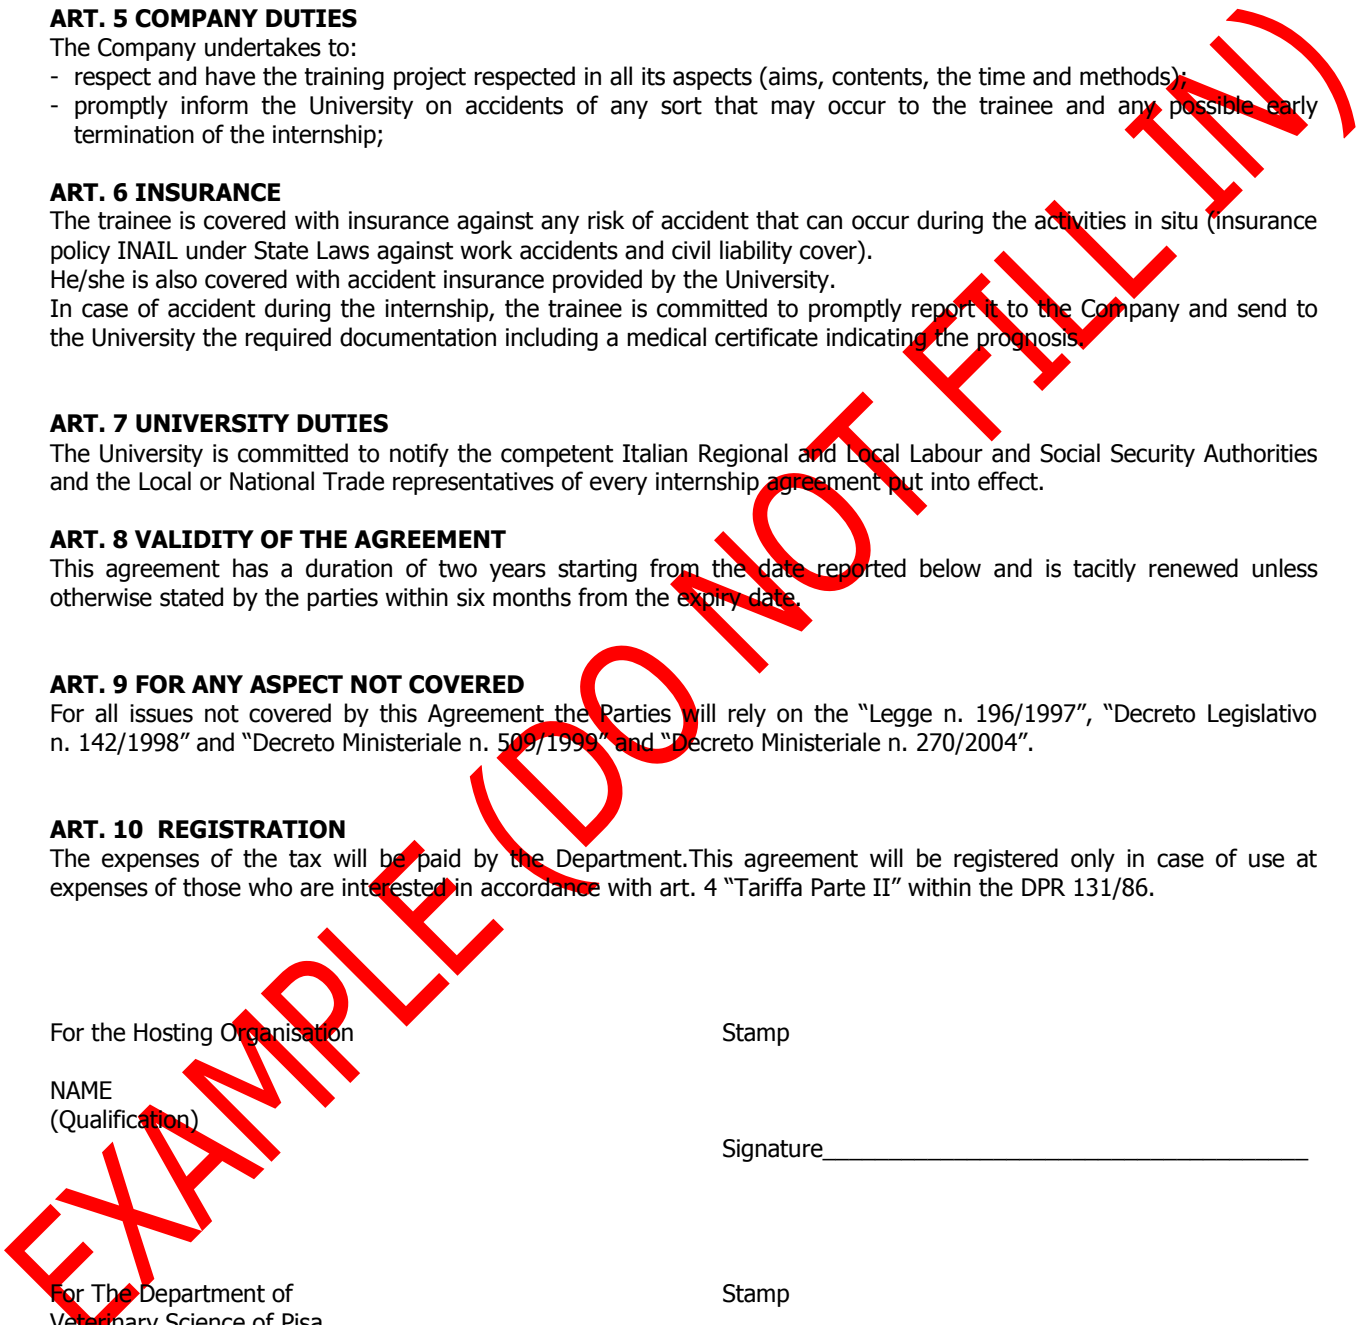 ART. 5 COMPANY DUTIES
The Company undertakes to:
- respect and have the training project respected in all its aspects (aims, contents, the time and methods);
- promptly inform the University on accidents of any sort that may occur to the trainee and any possible early
termination of the internship;
ART. 6 INSURANCE
The trainee is covered with insurance against any risk of accident that can occur during the activities in situ (insurance
policy INAIL under State Laws against work accidents and civil liability cover).
He/she is also covered with accident insurance provided by the University.
In case of accident during the internship, the trainee is committed to promptly report it to the Company and send to
the University the required documentation including a medical certificate indicating the prognosis.
ART. 7 UNIVERSITY DUTIES
The University is committed to notify the competent Italian Regional and Local Labour and Social Security Authorities
and the Local or National Trade representatives of every internship agreement put into effect.
ART. 8 VALIDITY OF THE AGREEMENT
This agreement has a duration of two years starting from the date reported below and is tacitly renewed unless
otherwise stated by the parties within six months from the expiry date.
ART. 9 FOR ANY ASPECT NOT COVERED
For all issues not covered by this Agreement the Parties will rely on the “Legge n. 196/1997”, “Decreto Legislativo
n. 142/1998” and “Decreto Ministeriale n. 509/1999” and “Decreto Ministeriale n. 270/2004”.
ART. 10 REGISTRATION
The expenses of the tax will be paid by the Department.This agreement will be registered only in case of use at
expenses of those who are interested in accordance with art. 4 “Tariffa Parte II” within the DPR 131/86.
For the Hosting Organisation Stamp
NAME
(Qualification)
Signature_____________________________________
For The Department of Stamp
Veterinary Science of Pisa
EXAMPLE (DO NOT FILL IN)